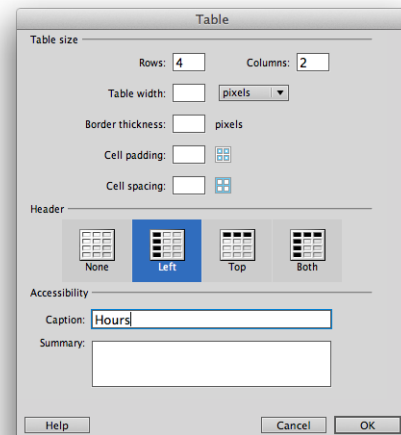 Table
Table size
Rows: 4 Columns: 2
Table width: pixels
Border thickness: pixels
Cell padding:
Cell spacing:
Header
None Left Top Both
Accessibility
Caption: Hours
Summary:
Help Cancel OK